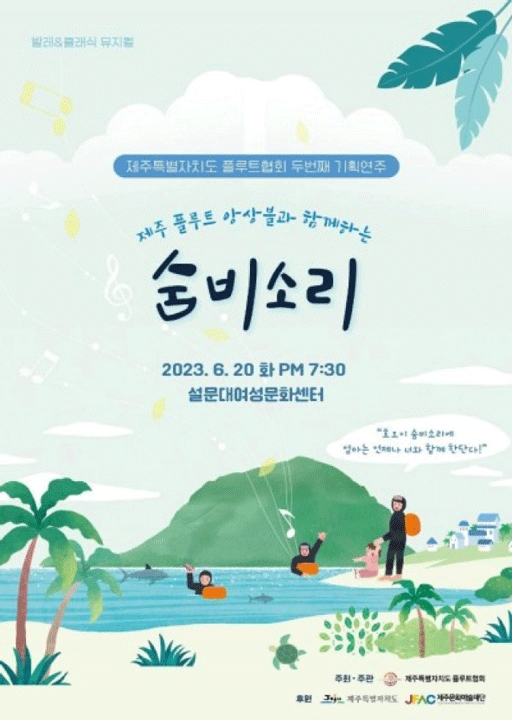 발레&클래식 뮤지컬
제주특별자치도 플루트협회 두번째 기획연주
제주 플루트 앙상블과 함께하는
숨비소리
2023. 6. 20 화 PM 7:30
설문대여성문화센터
"호오이 숨비소리에
엄마는 언제나 너와 함께 한단다!"
주최·주관 제주특별자치도 플루트협회
후원 Jeju 제주특별자치도 JFAC 제주문화예술재단